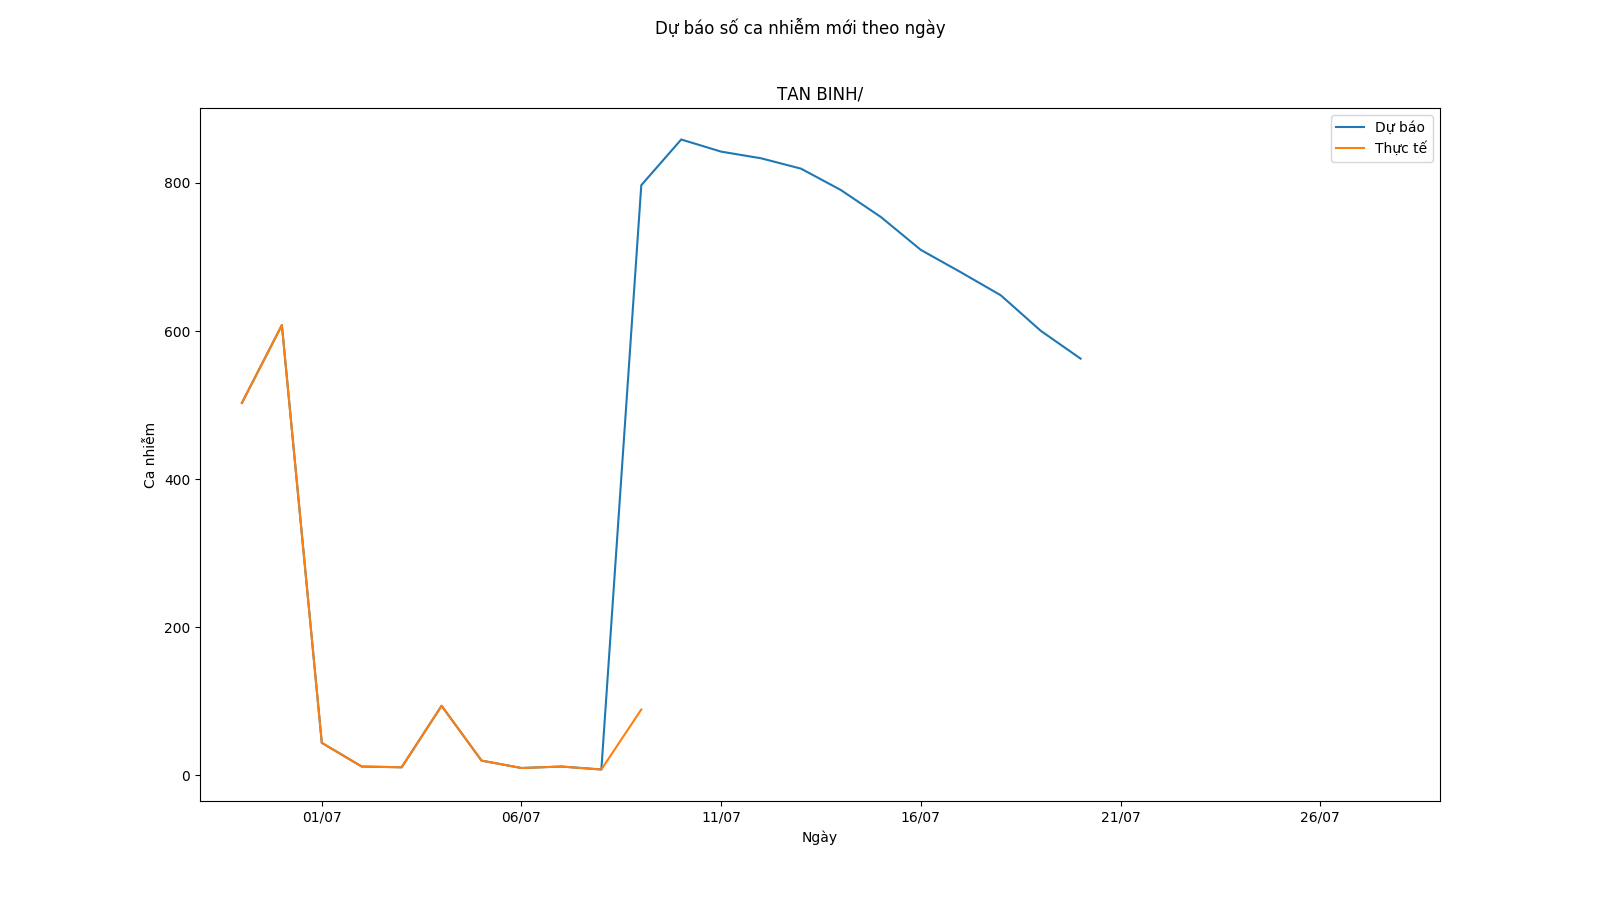 Dự báo số ca nhiễm mới theo ngày
TAN BINH/
Dự báo
Thực tế
800
600
400
200
0
Ca nhiễm
01/07
06/07
11/07
16/07
21/07
26/07
Ngày